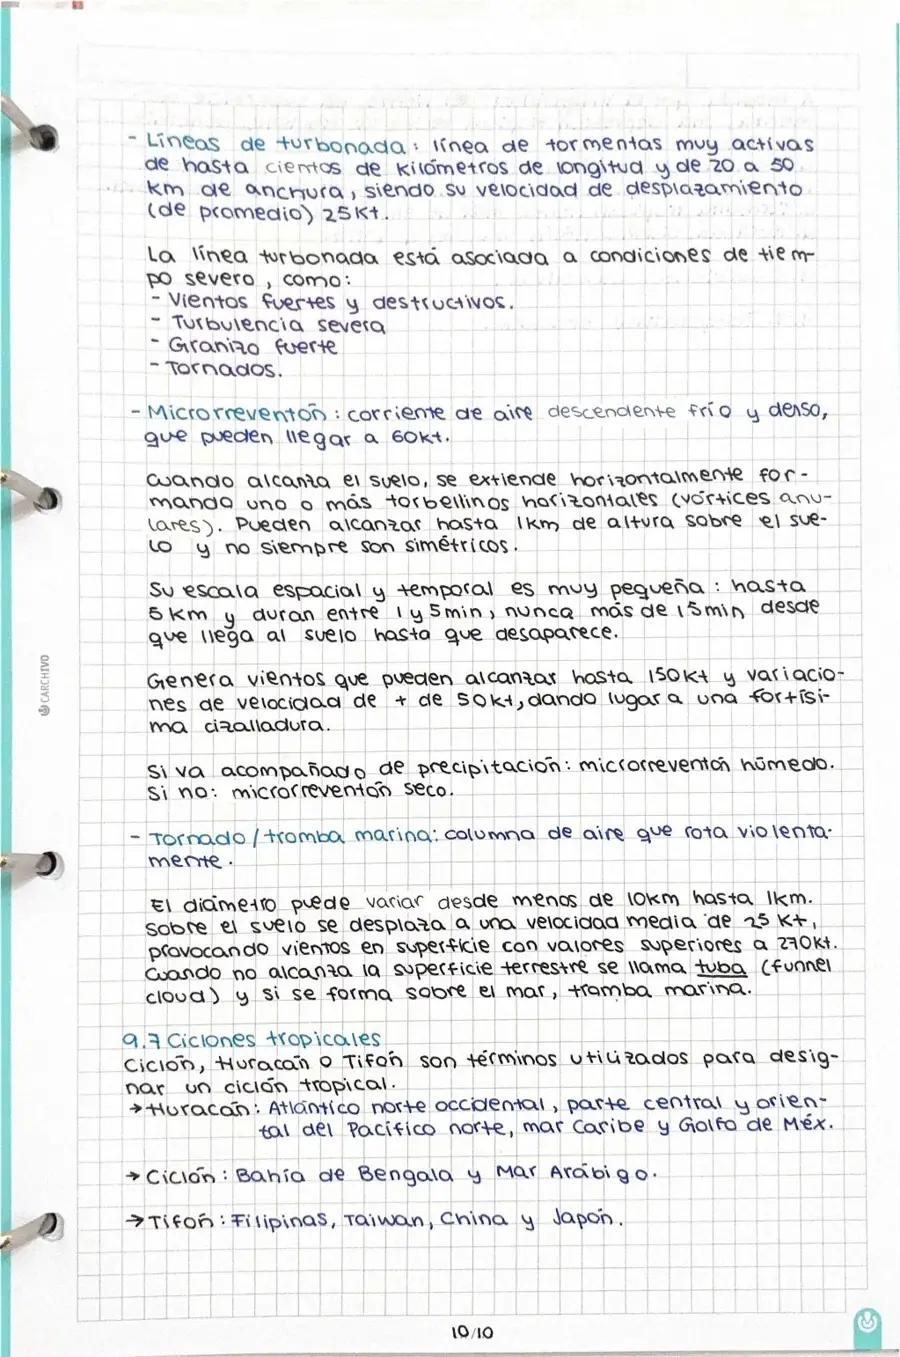 - Líneas de turbonada: línea de tormentas muy activas
de hasta cientos de kilómetros de longitud y de 20 a 50
km de anchura, siendo su velocidad de desplazamiento
(de promedio) 25kt.
La línea turbonada está asociada a condiciones de tiem-
po severo, como:
- Vientos fuertes y destructivos.
- Turbulencia severa
- Granizo fuerte
- Tornados.
- Microrreventón: corriente de aire descendente frío y denso,
que pueden llegar a 60kt.
Cuando alcanza el suelo, se extiende horizontalmente for-
mando uno o más torbellinos horizontales (vórtices anu-
lares). Pueden alcanzar hasta 1km de altura sobre el sue-
lo y no siempre son simétricos.
Su escala espacial y temporal es muy pequeña: hasta
5km y duran entre 1 y 5min, nunca más de 15min desde
que llega al suelo hasta que desaparece.
Genera vientos que pueden alcanzar hasta 150kt y variacio-
nes de velocidad de + de 50kt, dando lugar a una fortísi-
ma cizalladura.
Si va acompañado de precipitación: microrreventón húmedo.
Si no: microrreventón seco.
- Tornado/tromba marina: columna de aire que rota violenta-
mente.
El diámetro puede variar desde menos de 10km hasta 1km.
Sobre el suelo se desplaza a una velocidad media de 25 kt,
provocando vientos en superficie con valores superiores a 270kt.
Cuando no alcanza la superficie terrestre se llama tuba (funnel
cloud) y si se forma sobre el mar, tromba marina.
9.7 Ciclones tropicales
Ciclón, Huracán o Tifón son términos utilizados para desig-
nar un ciclón tropical.
→Huracán: Atlántico norte occidental, parte central y orien-
tal del Pacífico norte, mar Caribe y Golfo de Méx.
→ Ciclón: Bahía de Bengala y Mar Arábigo.
→Tifón: Filipinas, Taiwan, China y Japón.
CARCHIVO
10/10